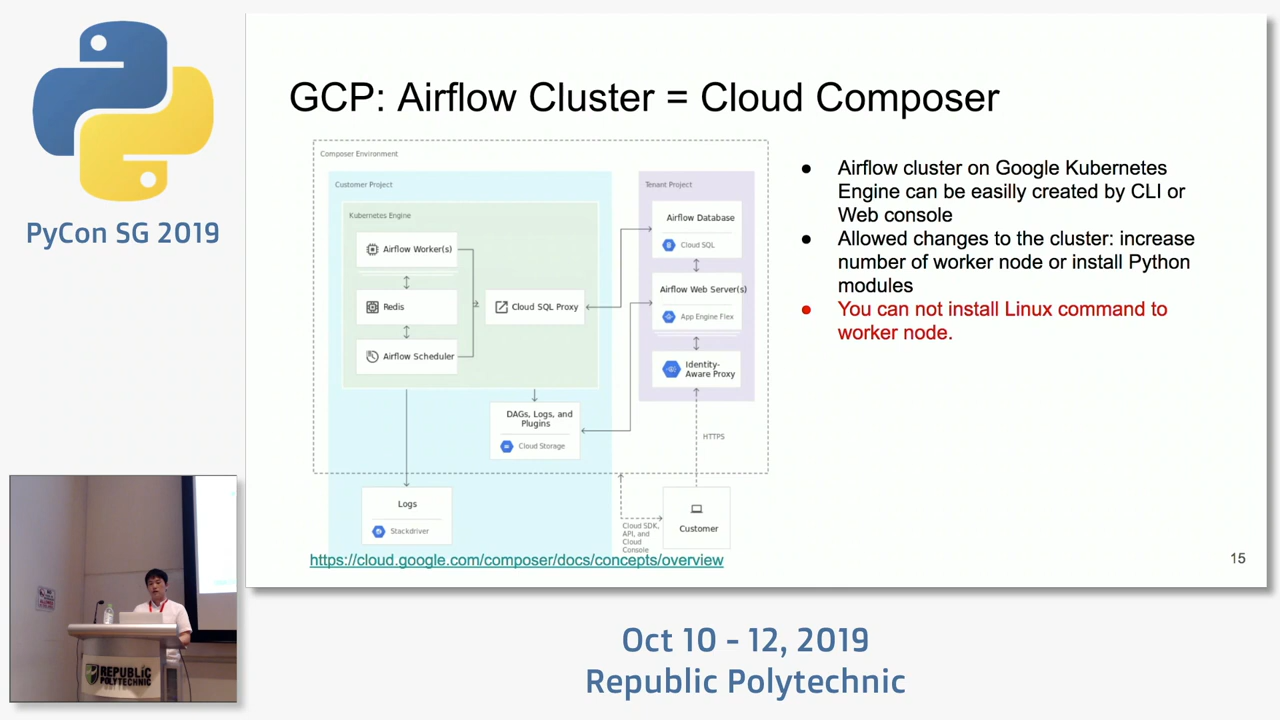 PyCon SG 2019
GCP: Airflow Cluster = Cloud Composer
Composer Environment
Customer Project
Kubernetes Engine
Airflow Worker(s)
Redis
Airflow Scheduler
Cloud SQL Proxy
DAGs, Logs, and
Plugins
Cloud Storage
Logs
Stackdriver
Tenant Project
Airflow Database
Cloud SQL
Airflow Web Server(s)
App Engine Flex
Identity-
Aware Proxy
HTTPS
Customer
Cloud SDK,
API, and
Cloud
Console
https://cloud.google.com/composer/docs/concepts/overview
● Airflow cluster on Google Kubernetes
Engine can be easilly created by CLI or
Web console
● Allowed changes to the cluster: increase
number of worker node or install Python
modules
● You can not install Linux command to
worker node.
15
REPUBLIC
POLYTECHNIC
Oct 10 - 12, 2019
Republic Polytechnic